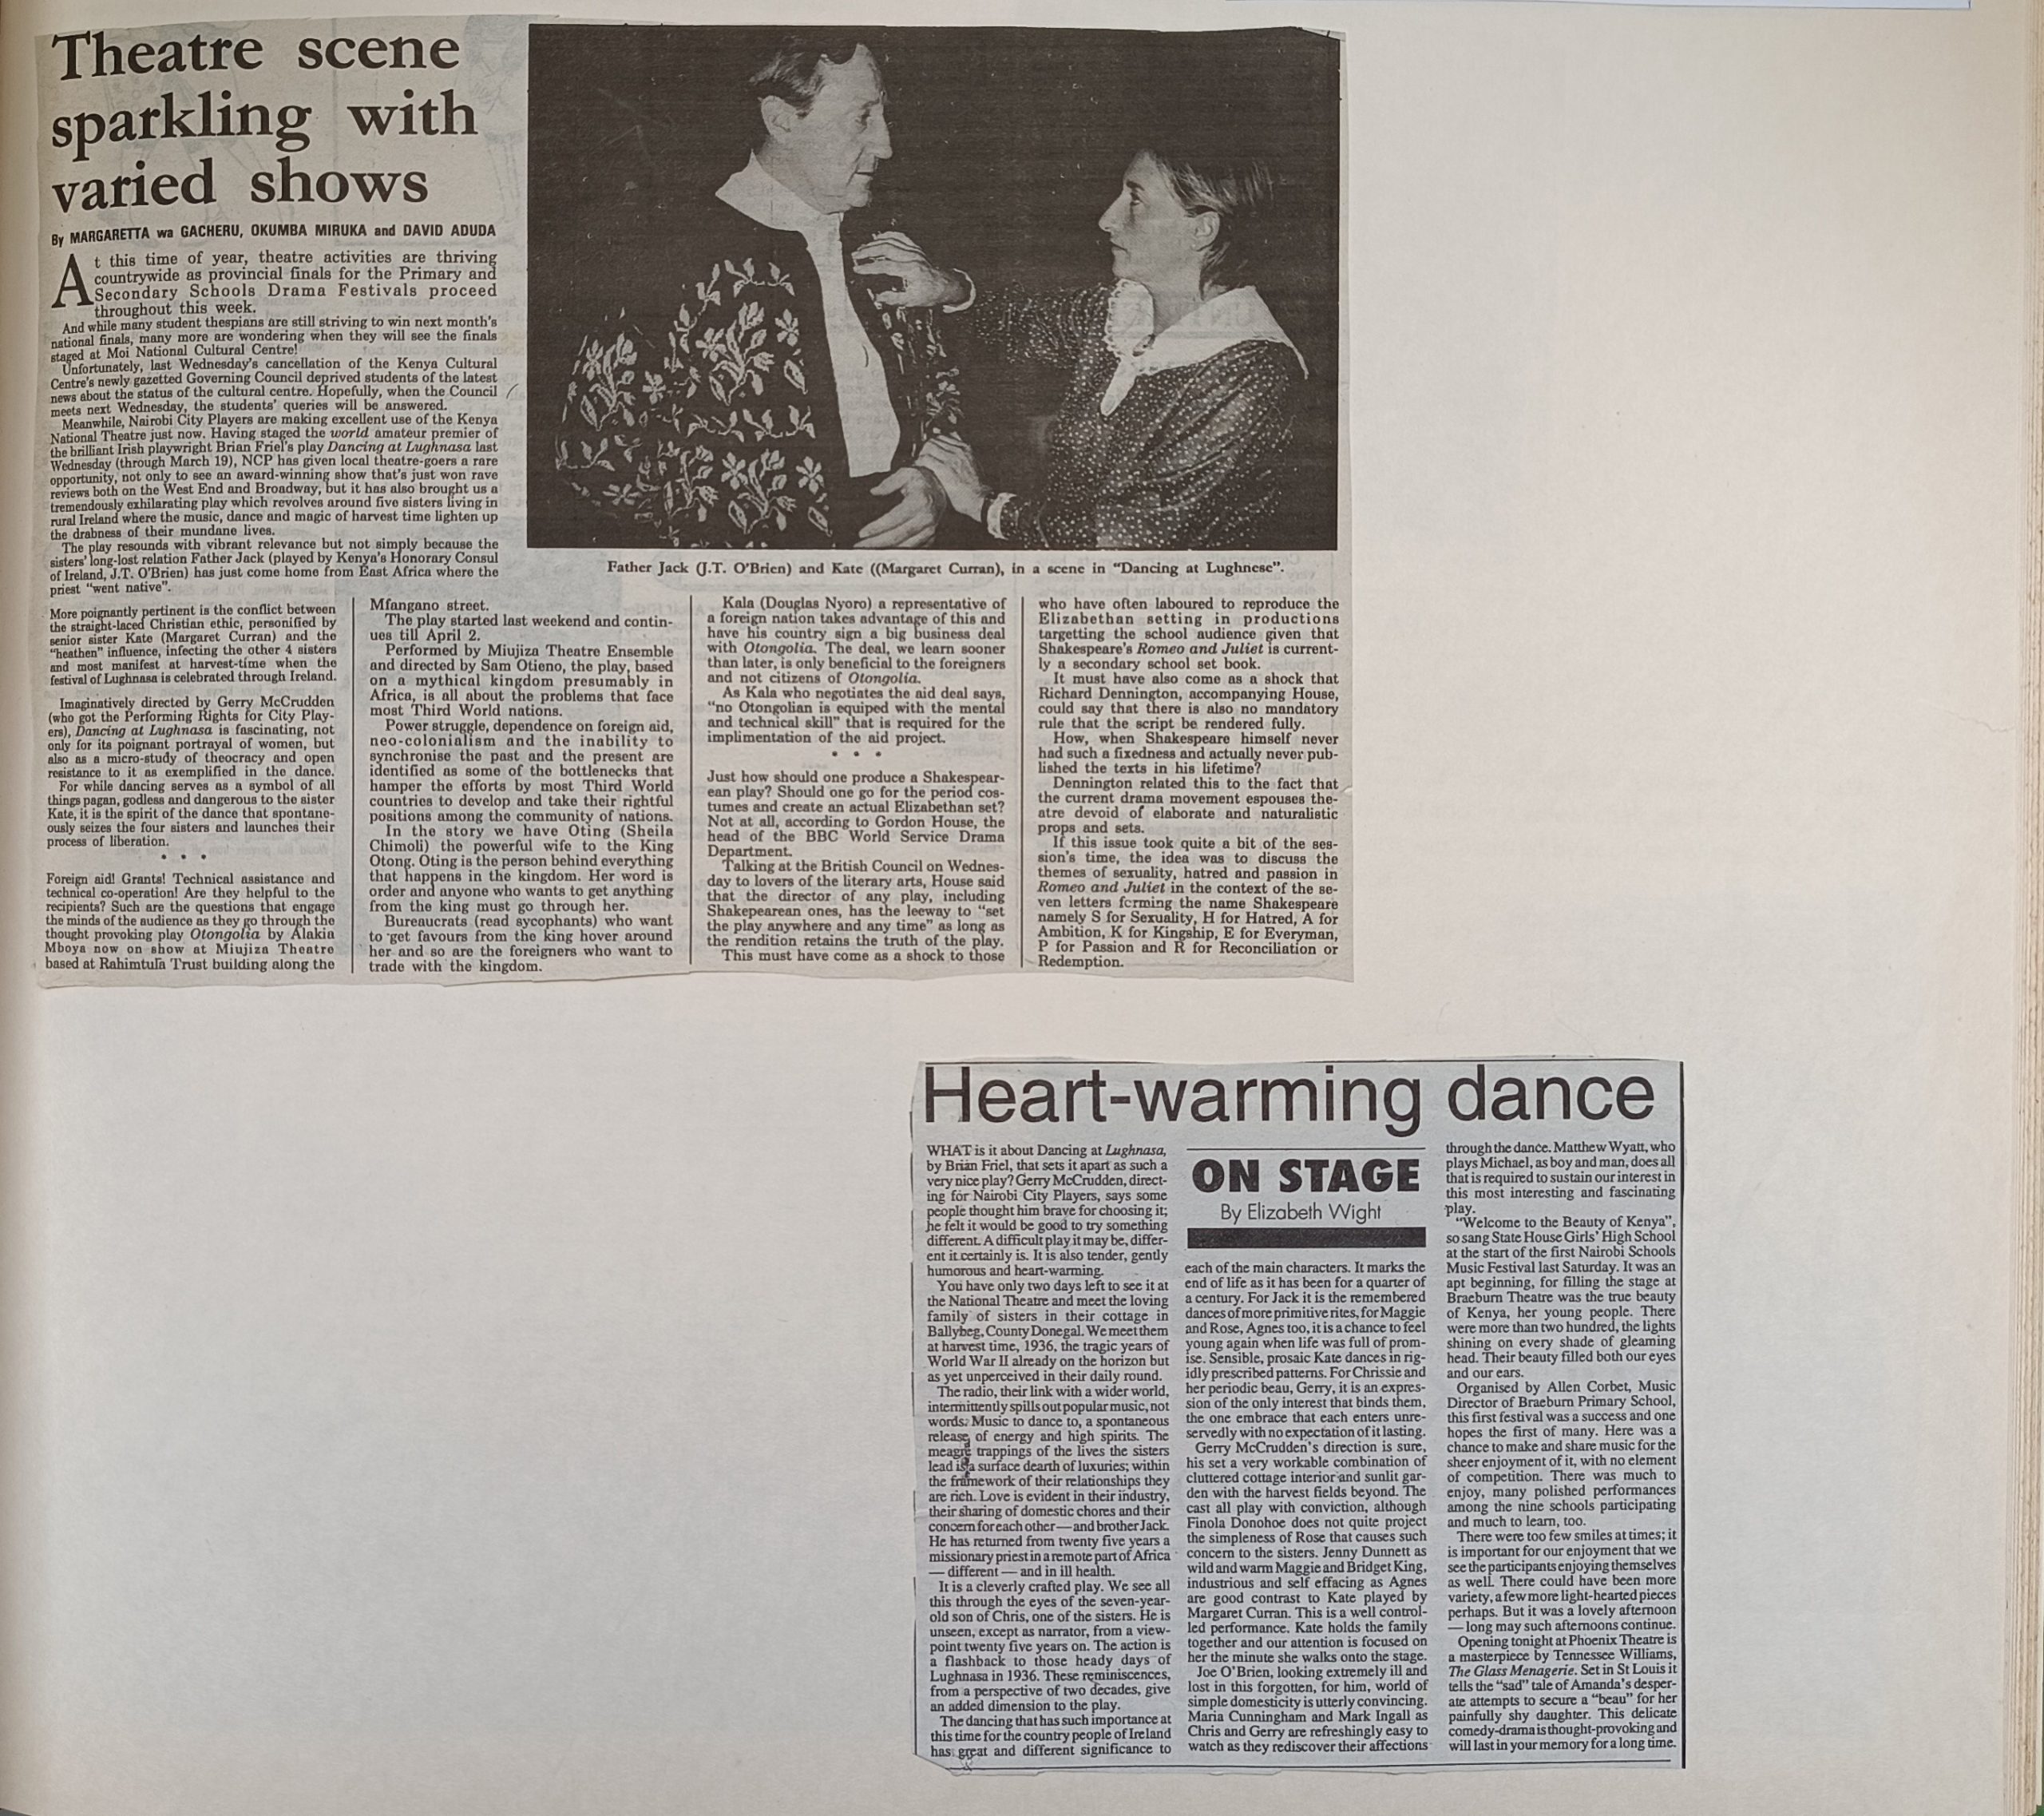 Theatre scene
sparkling with
varied shows
By MARGARETTA wa GACHERU, OKUMBA MIRUKA and DAVID ADUDA
At this time of year, theatre activities are thriving
countrywide as provincial finals for the Primary and
Secondary Schools Drama Festivals proceed
throughout this week.
And while many student thespians are still striving to win next month's
national finals, many more are wondering when they will see the finals
staged at Moi National Cultural Centre!
Unfortunately, last Wednesday's cancellation of the Kenya Cultural
Centre's newly gazetted Governing Council deprived students of the latest
news about the status of the cultural centre. Hopefully, when the Council
meets next Wednesday, the students' queries will be answered.
Meanwhile, Nairobi City Players are making excellent use of the Kenya
National Theatre just now. Having staged the world amateur premier of
the brilliant Irish playwright Brian Friel's play Dancing at Lughnasa last
Wednesday (through March 19), NCP has given local theatre-goers a rare
opportunity, not only to see an award-winning show that's just won rave
reviews both on the West End and Broadway, but it has also brought us a
tremendously exhilarating play which revolves around five sisters living in
rural Ireland where the music, dance and magic of harvest time lighten up
the drabness of their mundane lives.
The play resounds with vibrant relevance but not simply because the
sisters' long-lost relation Father Jack (played by Kenya's Honorary Consul
of Ireland, J.T. O'Brien) has just come home from East Africa where the
priest "went native".
Father Jack (J.T. O'Brien) and Kate ((Margaret Curran), in a scene in "Dancing at Lughnese".
More poignantly pertinent is the conflict between
the straight-laced Christian ethic, personified by
senior sister Kate (Margaret Curran) and the
"heathen" influence, infecting the other 4 sisters
and most manifest at harvest-time when the
festival of Lughnasa is celebrated through Ireland.
Imaginatively directed by Gerry McCrudden
(who got the Performing Rights for City Play-
ers), Dancing at Lughnasa is fascinating, not
only for its poignant portrayal of women, but
also as a micro-study of theocracy and open
resistance to it as exemplified in the dance.
For while dancing serves as a symbol of all
things pagan, godless and dangerous to the sister
Kate, it is the spirit of the dance that spontane-
ously seizes the four sisters and launches their
process of liberation.
* * *
Foreign aid! Grants! Technical assistance and
technical co-operation! Are they helpful to the
recipients? Such are the questions that engage
the minds of the audience as they go through the
thought provoking play Otongolia by Alakia
Mboya now on show at Miujiza Theatre
based at Rahimtula Trust building along the
Mfangano street.
The play started last weekend and contin-
ues till April 2.
Performed by Miujiza Theatre Ensemble
and directed by Sam Otieno, the play, based
on a mythical kingdom presumably in
Africa, is all about the problems that face
most Third World nations.
Power struggle, dependence on foreign aid,
neo-colonialism and the inability to
synchronise the past and the present are
identified as some of the bottlenecks that
hamper the efforts by most Third World
countries to develop and take their rightful
positions among the community of nations.
In the story we have Oting (Sheila
Chimoli) the powerful wife to the King
Otong. Oting is the person behind everything
that happens in the kingdom. Her word is
order and anyone who wants to get anything
from the king must go through her.
Bureaucrats (read sycophants) who want
to get favours from the king hover around
her and so are the foreigners who want to
trade with the kingdom.
Kala (Douglas Nyoro) a representative of
a foreign nation takes advantage of this and
have his country sign a big business deal
with Otongolia. The deal, we learn sooner
than later, is only beneficial to the foreigners
and not citizens of Otongolia.
As Kala who negotiates the aid deal says,
"no Otongolian is equiped with the mental
and technical skill" that is required for the
implimentation of the aid project.
* * *
Just how should one produce a Shakespear-
ean play? Should one go for the period cos-
tumes and create an actual Elizabethan set?
Not at all, according to Gordon House, the
head of the BBC World Service Drama
Department.
Talking at the British Council on Wednes-
day to lovers of the literary arts, House said
that the director of any play, including
Shakepearean ones, has the leeway to "set
the play anywhere and any time" as long as
the rendition retains the truth of the play.
This must have come as a shock to those
who have often laboured to reproduce the
Elizabethan setting in productions
targetting the school audience given that
Shakespeare's Romeo and Juliet is current-
ly a secondary school set book.
It must have also come as a shock that
Richard Dennington, accompanying House,
could say that there is also no mandatory
rule that the script be rendered fully.
How, when Shakespeare himself never
had such a fixedness and actually never pub-
lished the texts in his lifetime?
Dennington related this to the fact that
the current drama movement espouses the-
atre devoid of elaborate and naturalistic
props and sets.
If this issue took quite a bit of the ses-
sion's time, the idea was to discuss the
themes of sexuality, hatred and passion in
Romeo and Juliet in the context of the se-
ven letters forming the name Shakespeare
namely S for Sexuality, H for Hatred, A for
Ambition, K for Kingship, E for Everyman,
P for Passion and R for Reconciliation or
Redemption.
Heart-warming dance
WHAT is it about Dancing at Lughnasa,
by Brian Friel, that sets it apart as such a
very nice play? Gerry McCrudden, direct-
ing for Nairobi City Players, says some
people thought him brave for choosing it;
he felt it would be good to try something
different. A difficult play it may be, differ-
ent it certainly is. It is also tender, gently
humorous and heart-warming.
You have only two days left to see it at
the National Theatre and meet the loving
family of sisters in their cottage in
Ballybeg, County Donegal. We meet them
at harvest time, 1936, the tragic years of
World War II already on the horizon but
as yet unperceived in their daily round.
The radio, their link with a wider world,
intermittently spills out popular music, not
words. Music to dance to, a spontaneous
release of energy and high spirits. The
meagre trappings of the lives the sisters
lead is a surface dearth of luxuries; within
the framework of their relationships they
are rich. Love is evident in their industry,
their sharing of domestic chores and their
concern for each other — and brother Jack.
He has returned from twenty five years a
missionary priest in a remote part of Africa
— different — and in ill health.
It is a cleverly crafted play. We see all
this through the eyes of the seven-year-
old son of Chris, one of the sisters. He is
unseen, except as narrator, from a view-
point twenty five years on. The action is
a flashback to those heady days of
Lughnasa in 1936. These reminiscences,
from a perspective of two decades, give
an added dimension to the play.
The dancing that has such importance at
this time for the country people of Ireland
has great and different significance to
ON STAGE
By Elizabeth Wight
each of the main characters. It marks the
end of life as it has been for a quarter of
a century. For Jack it is the remembered
dances of more primitive rites, for Maggie
and Rose, Agnes too, it is a chance to feel
young again when life was full of prom-
ise. Sensible, prosaic Kate dances in rig-
idly prescribed patterns. For Chrissie and
her periodic beau, Gerry, it is an expres-
sion of the only interest that binds them,
the one embrace that each enters unre-
servedly with no expectation of it lasting.
Gerry McCrudden's direction is sure,
his set a very workable combination of
cluttered cottage interior and sunlit gar-
den with the harvest fields beyond. The
cast all play with conviction, although
Finola Donohoe does not quite project
the simpleness of Rose that causes such
concern to the sisters. Jenny Dunnett as
wild and warm Maggie and Bridget King,
industrious and self effacing as Agnes
are good contrast to Kate played by
Margaret Curran. This is a well control-
led performance. Kate holds the family
together and our attention is focused on
her the minute she walks onto the stage.
Joe O'Brien, looking extremely ill and
lost in this forgotten, for him, world of
simple domesticity is utterly convincing.
Maria Cunningham and Mark Ingall as
Chris and Gerry are refreshingly easy to
watch as they rediscover their affections
through the dance. Matthew Wyatt, who
plays Michael, as boy and man, does all
that is required to sustain our interest in
this most interesting and fascinating
play.
"Welcome to the Beauty of Kenya",
so sang State House Girls' High School
at the start of the first Nairobi Schools
Music Festival last Saturday. It was an
apt beginning, for filling the stage at
Braeburn Theatre was the true beauty
of Kenya, her young people. There
were more than two hundred, the lights
shining on every shade of gleaming
head. Their beauty filled both our eyes
and our ears.
Organised by Allen Corbet, Music
Director of Braeburn Primary School,
this first festival was a success and one
hopes the first of many. Here was a
chance to make and share music for the
sheer enjoyment of it, with no element
of competition. There was much to
enjoy, many polished performances
among the nine schools participating
and much to learn, too.
There were too few smiles at times; it
is important for our enjoyment that we
see the participants enjoying themselves
as well. There could have been more
variety, a few more light-hearted pieces
perhaps. But it was a lovely afternoon
— long may such afternoons continue.
Opening tonight at Phoenix Theatre is
a masterpiece by Tennessee Williams,
The Glass Menagerie. Set in St Louis it
tells the "sad" tale of Amanda's desper-
ate attempts to secure a "beau" for her
painfully shy daughter. This delicate
comedy-drama is thought-provoking and
will last in your memory for a long time.